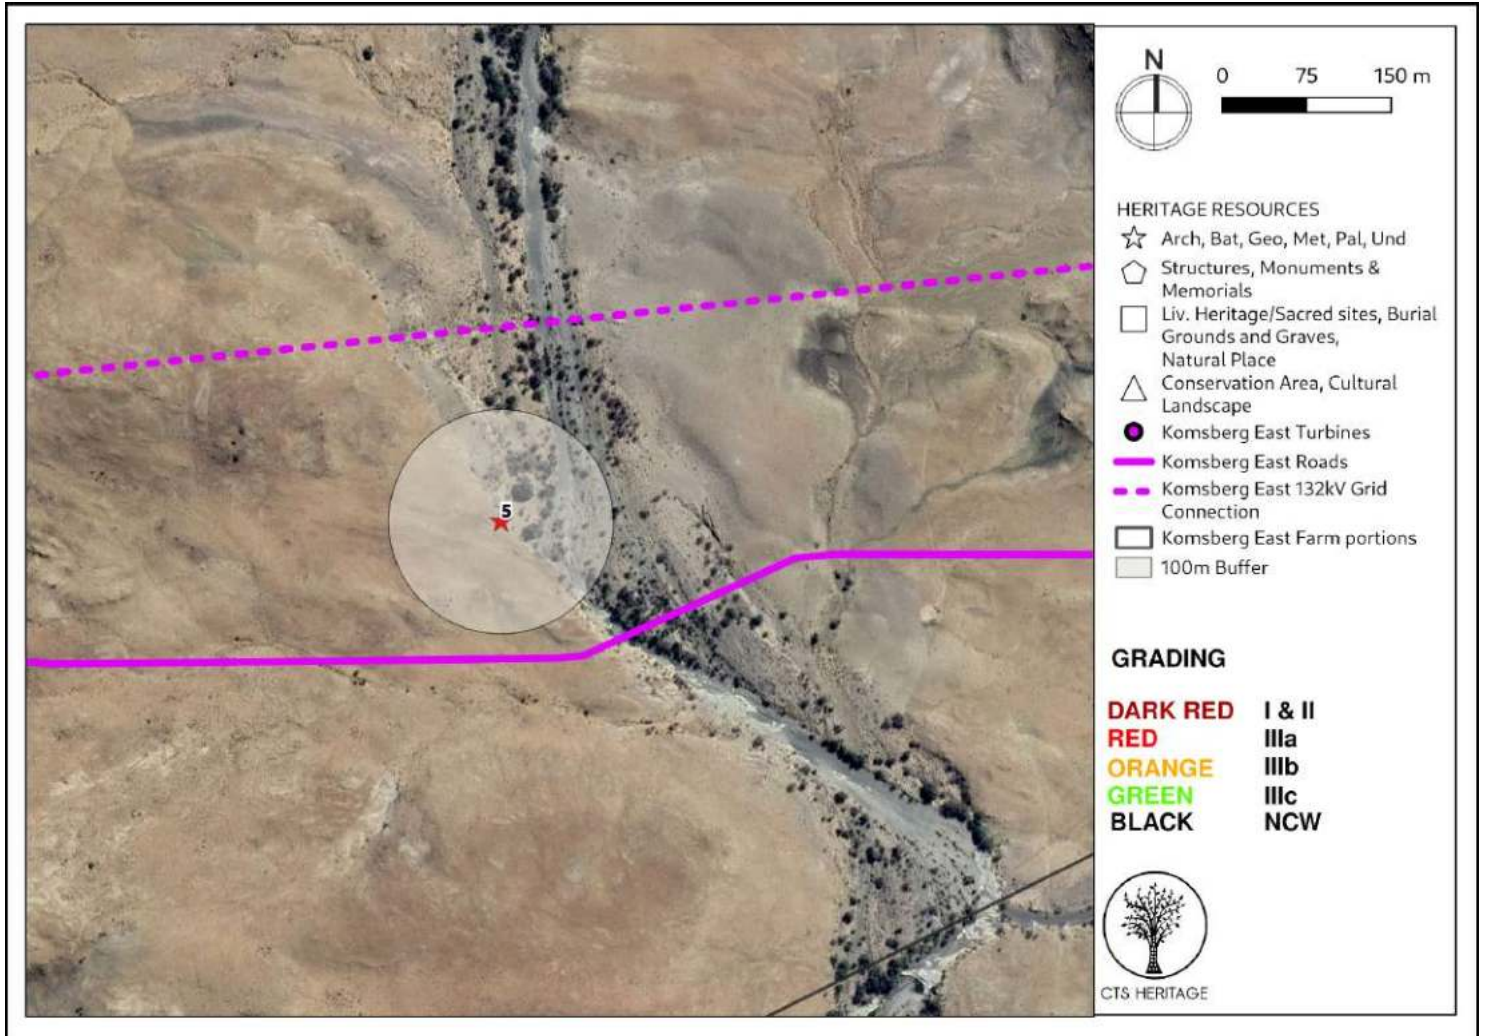 N
0 75 150 m
HERITAGE RESOURCES
Arch, Bat, Geo, Met, Pal, Und
Structures, Monuments &
Memorials
Liv. Heritage/Sacred sites, Burial
Grounds and Graves,
Natural Place
Conservation Area, Cultural
Landscape
Komsberg East Turbines
Komsberg East Roads
Komsberg East 132kV Grid
Connection
Komsberg East Farm portions
100m Buffer
5
GRADING
DARK RED I & II
RED IIIa
ORANGE IIIb
GREEN IIIc
BLACK NCW
CTS HERITAGE